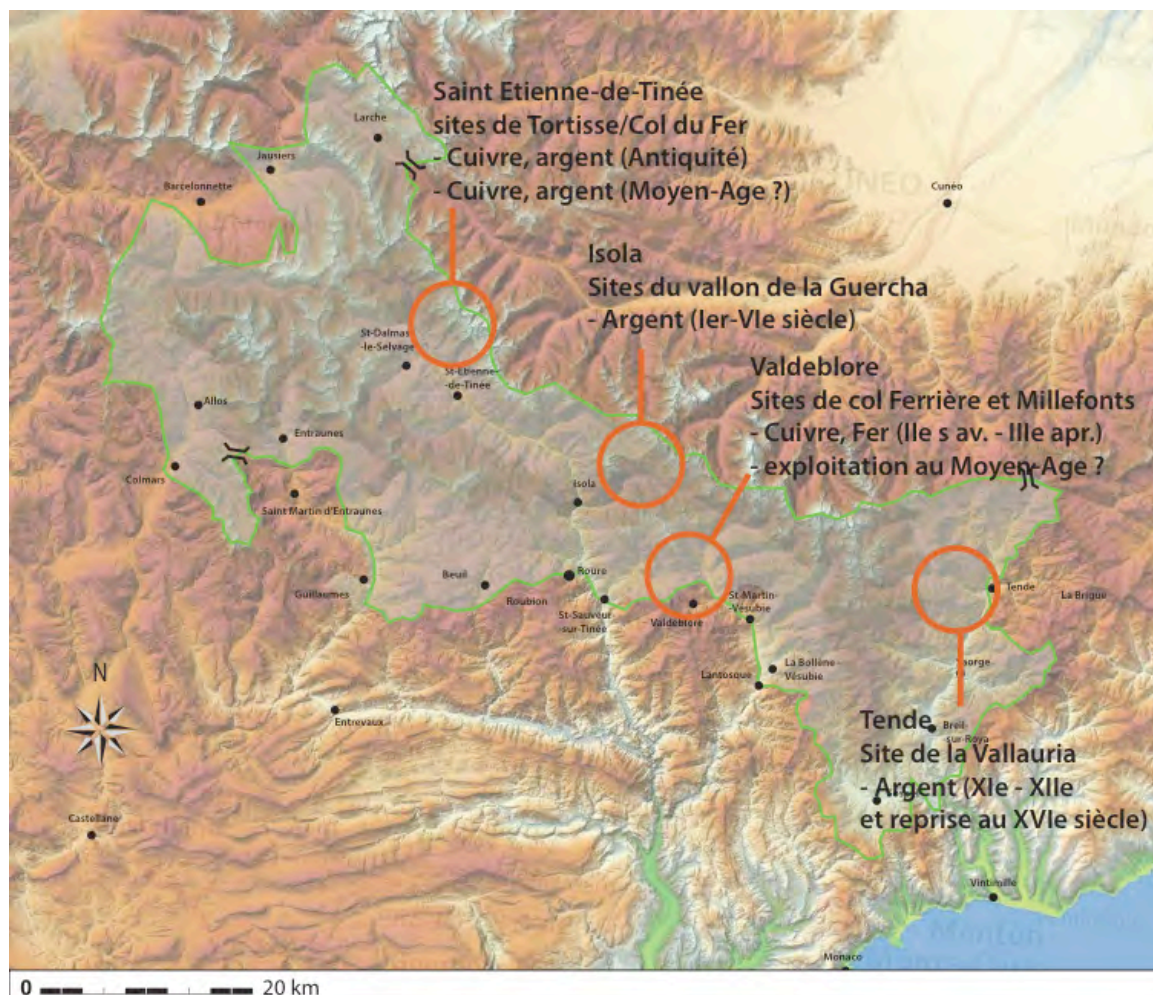 Saint Etienne-de-Tinée
sites de Tortisse/Col du Fer
- Cuivre, argent (Antiquité)
- Cuivre, argent (Moyen-Age ?)
Larche
Jausiers
Barcelonnette
Cunéo
Isola
Sites du vallon de la Guercha
- Argent (Ier-VIe siècle)
St-Dalmas
-le-Selvage
St-Etienne-
-de-Tinée
Valdeblore
Sites de col Ferrière et Millefonts
- Cuivre, Fer (IIe s av. - IIIe apr.)
- exploitation au Moyen-Age ?
Allos
Entraunes
Colmars
Saint Martin d'Entraunes
Isola
Guillaumes
Beuil
Roubion
Roure
St-Sauveur
-sur-Tinée
Valdeblore
St-Martin-
-Vésubie
Tende
La Brigue
La Bollène-
Vésubie
Lantosque
N
Entrevaux
Breil
-sur-Roya
Tende
Site de la Vallauria
- Argent (XIe - XIIe
et reprise au XVIe siècle)
Castellane
Vintimille
Menton
Monaco
0 20 km